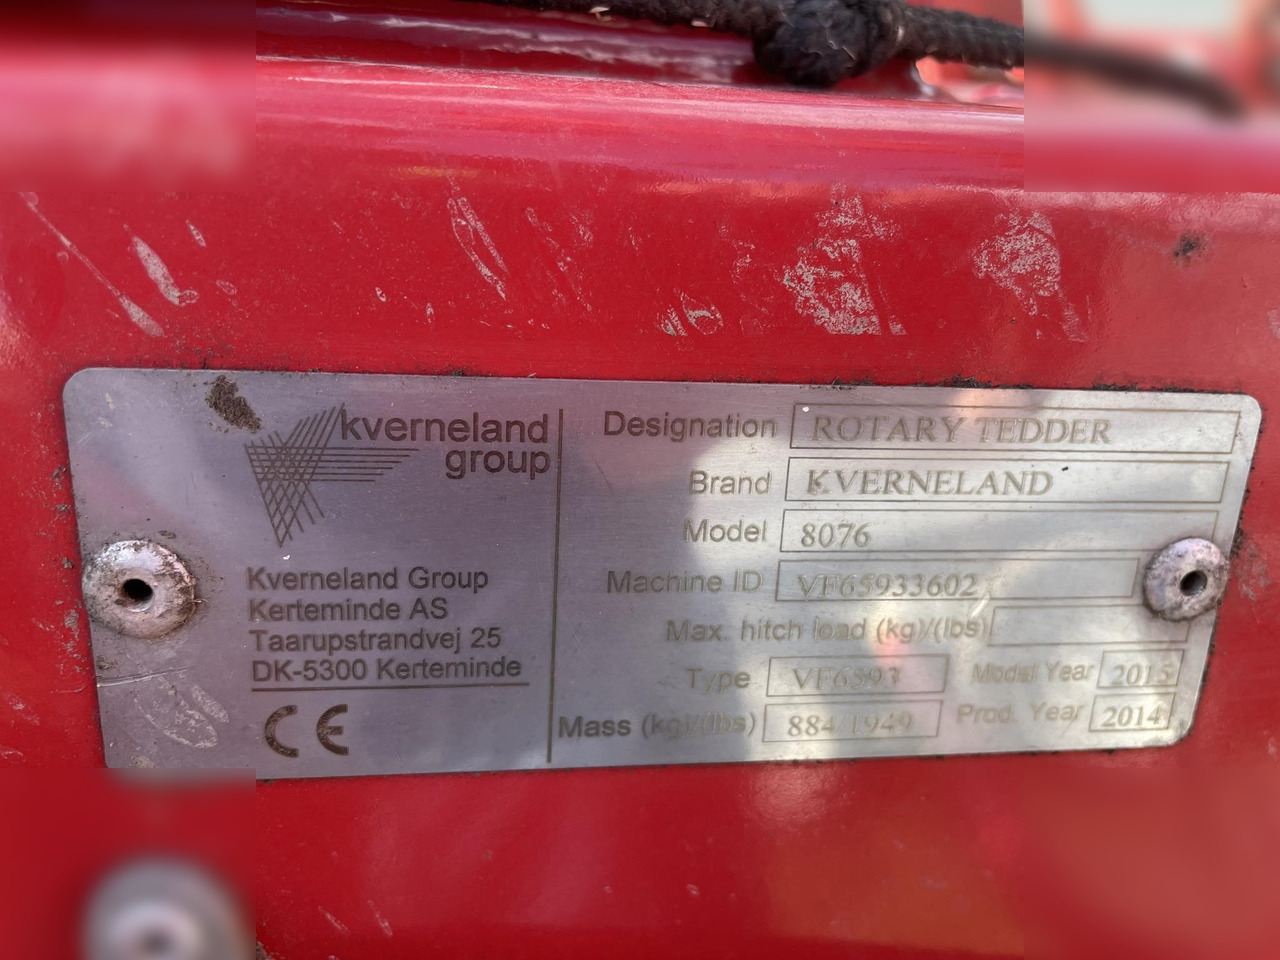 kverneland
group
Kverneland Group
Kerteminde AS
Taarupstrandvej 25
DK-5300 Kerteminde
CE
Designation ROTARY TEDDER
Brand KVERNELAND
Model 8076
Machine ID VF65933602
Max. hitch load (kg)/(lbs)
Type VF6593 Model Year 2015
Mass (kg)/(lbs) 884/1949 Prod. Year 2014